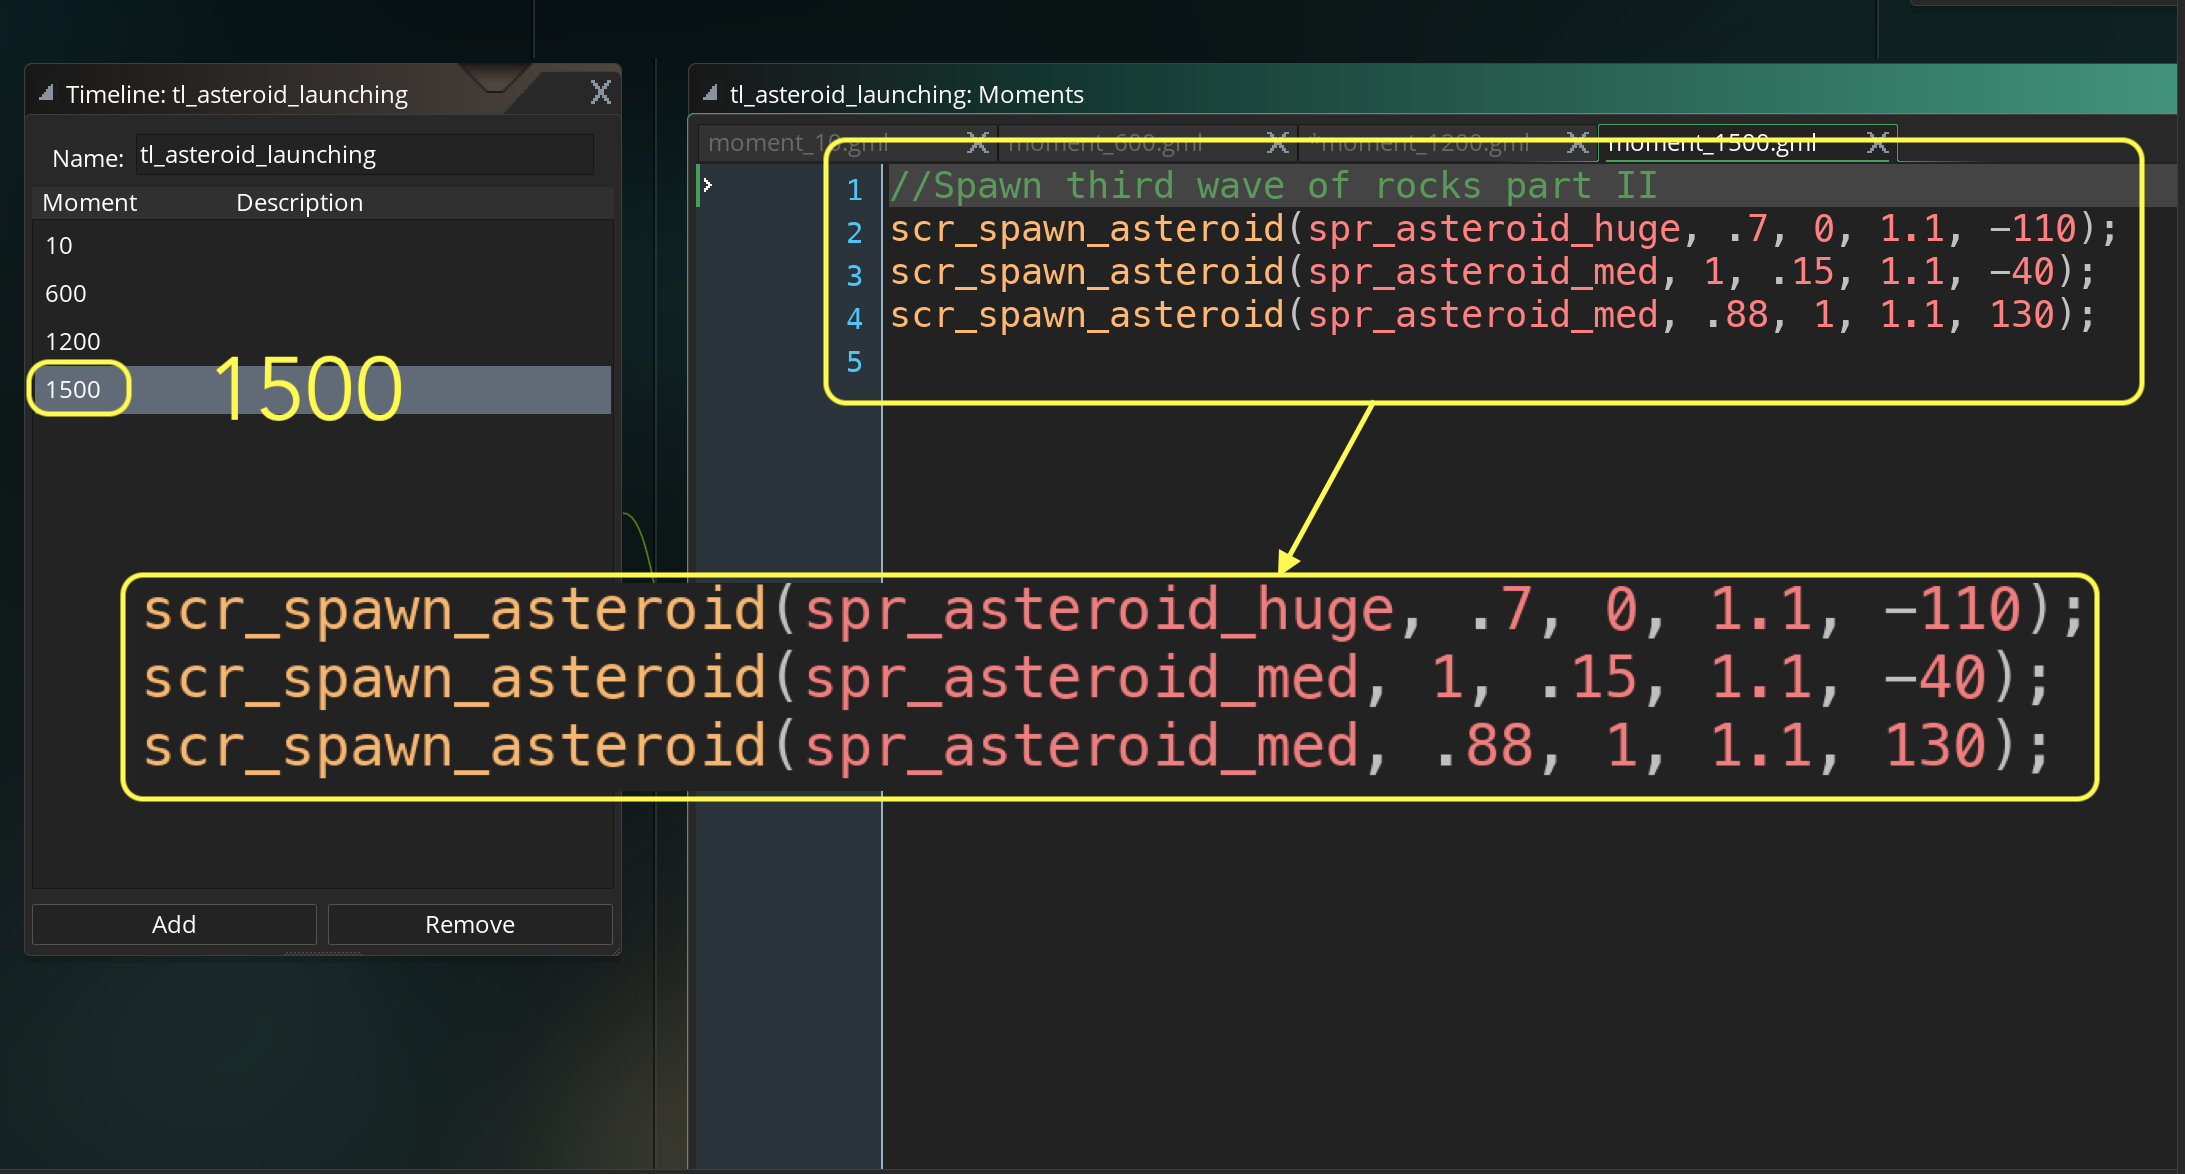 Timeline: tl_asteroid_launching
Name: tl_asteroid_launching
Moment Description
10
600
1200
1500 1500
Add Remove
tl_asteroid_launching: Moments
moment_10.gml moment_600.gml *moment_1200.gml moment_1500.gml
1 //Spawn third wave of rocks part II
2 scr_spawn_asteroid(spr_asteroid_huge, .7, 0, 1.1, -110);
3 scr_spawn_asteroid(spr_asteroid_med, 1, .15, 1.1, -40);
4 scr_spawn_asteroid(spr_asteroid_med, .88, 1, 1.1, 130);
5
scr_spawn_asteroid(spr_asteroid_huge, .7, 0, 1.1, -110);
scr_spawn_asteroid(spr_asteroid_med, 1, .15, 1.1, -40);
scr_spawn_asteroid(spr_asteroid_med, .88, 1, 1.1, 130);